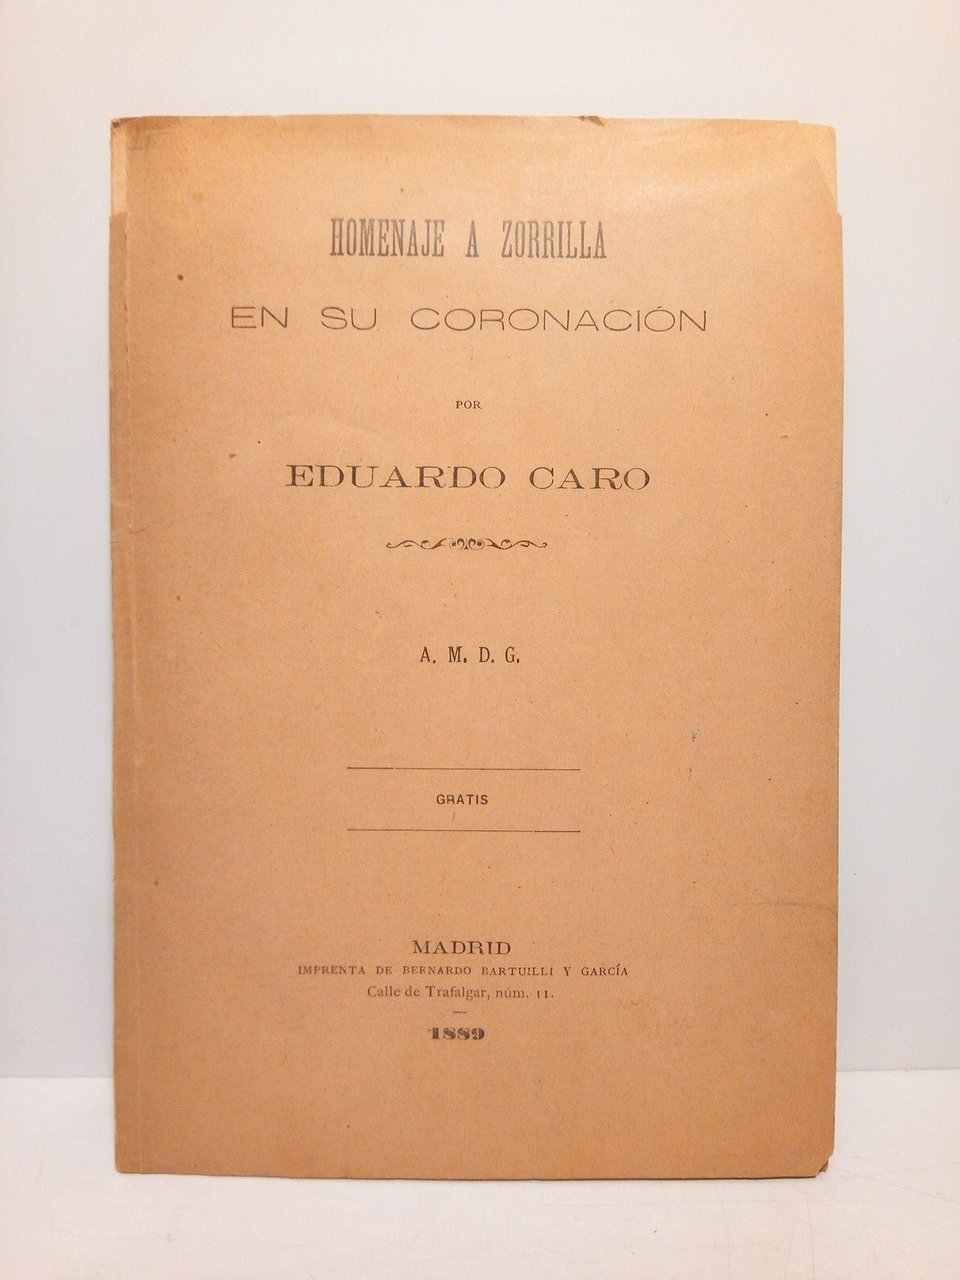 HOMENAJE A ZORRILLA
EN SU CORONACIÓN
POR
EDUARDO CARO
A. M. D. G.
GRATIS
MADRID
IMPRENTA DE BERNARDO BARTUILLI Y GARCÍA
Calle de Trafalgar, núm. 11.
1889